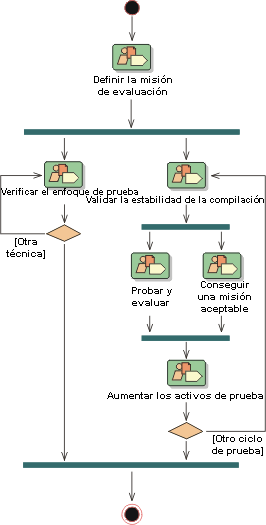 Definir la misión
de evaluación
Verificar el enfoque de prueba
Validar la estabilidad de la compilación
[Otra
técnica]
Probar y
evaluar
Conseguir
una misión
aceptable
Aumentar los activos de prueba
[Otro ciclo
de prueba]